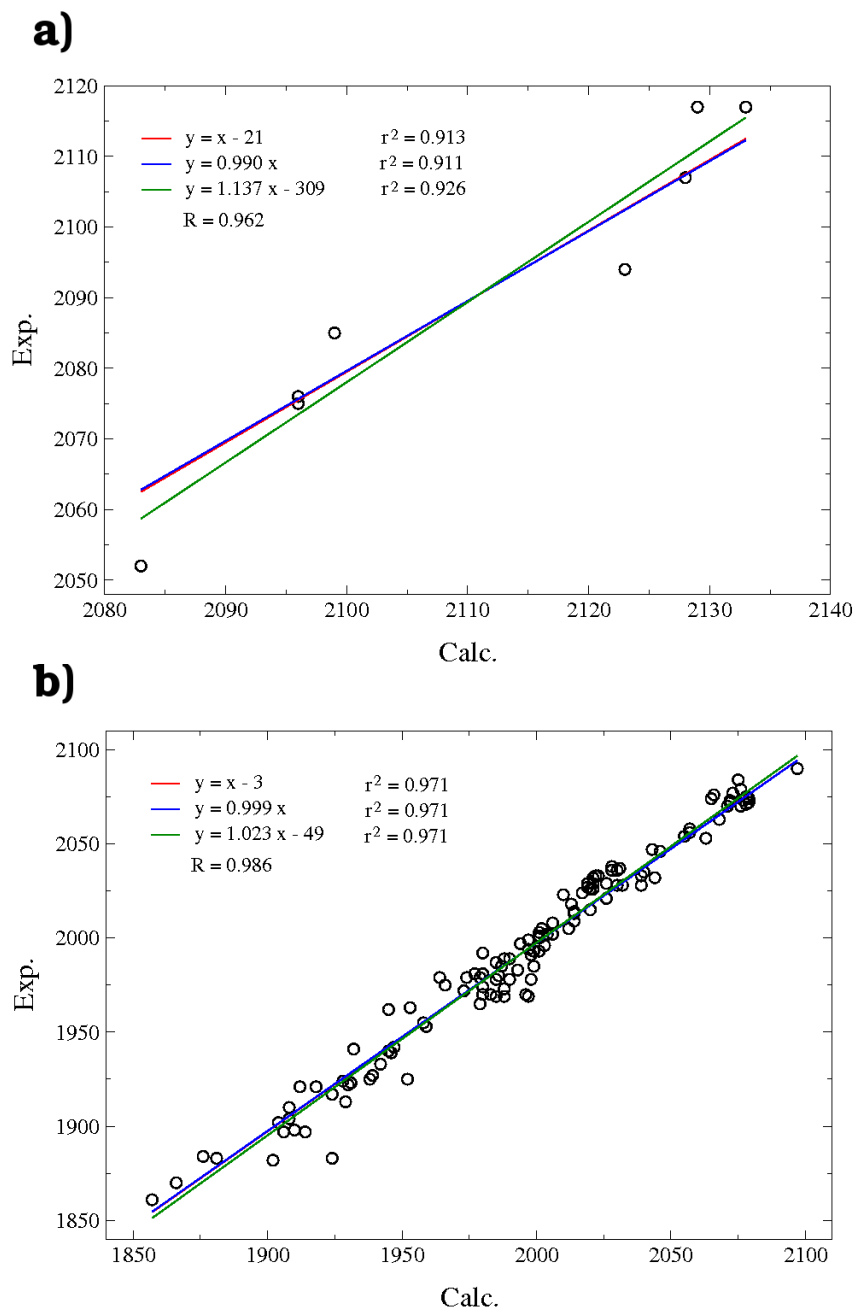 a)
2120
2110
2100
2090
2080
2070
2060
2050
Exp.
y = x - 21 r² = 0.913
y = 0.990 x r² = 0.911
y = 1.137 x - 309 r² = 0.926
R = 0.962
2080 2090 2100 2110 2120 2130 2140
Calc.
b)
2100
2050
2000
1950
1900
1850
Exp.
y = x - 3 r² = 0.971
y = 0.999 x r² = 0.971
y = 1.023 x - 49 r² = 0.971
R = 0.986
1850 1900 1950 2000 2050 2100
Calc.